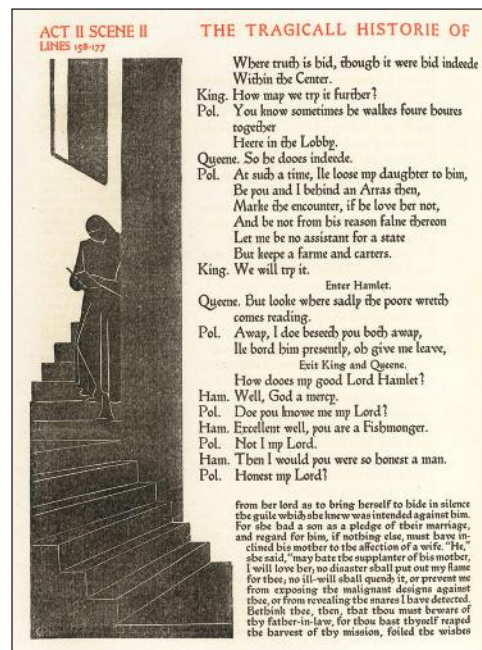 ACT II SCENE II
LINES 158-177
THE TRAGICALL HISTORIE OF
Where truth is hid, though it were hid indeede
Within the Center.
King. How may we try it further?
Pol. You know sometimes he walkes foure houres
together
Heere in the Lobby.
Queene. So he dooes indeede.
Pol. At such a time, Ile loose my daughter to him,
Be you and I behind an Arras then,
Marke the encounter, if he love her not,
And be not from his reason falne thereon
Let me be no assistant for a state
But keepe a farme and carters.
King. We will try it.
Enter Hamlet.
Queene. But looke where sadly the poore wretch
comes reading.
Pol. Away, I doe beseech you both away,
Ile bord him presently, oh give me leave,
Exit King and Queene.
How dooes my good Lord Hamlet?
Ham. Well, God a mercy.
Pol. Doe you knowe me my Lord?
Ham. Excellent well, you are a Fishmonger.
Pol. Not I my Lord.
Ham. Then I would you were so honest a man.
Pol. Honest my Lord?
from her lord as to bring herself to hide in silence
the guile which she knew was intended against him.
For she had a son as a pledge of their marriage,
and regard for him, if nothing else, must have in-
clined his mother to the affection of a wife. "He,"
she said, "may hate the supplanter of his mother,
I will love her; no disaster shall put out my flame
for thee; no ill-will shall quench it, or prevent me
from exposing the malignant designs against
thee, or from revealing the snares I have detected.
Bethink thee, then, that thou must beware of
thy father-in-law, for thou hast thyself reaped
the harvest of thy mission, foiled the wishes